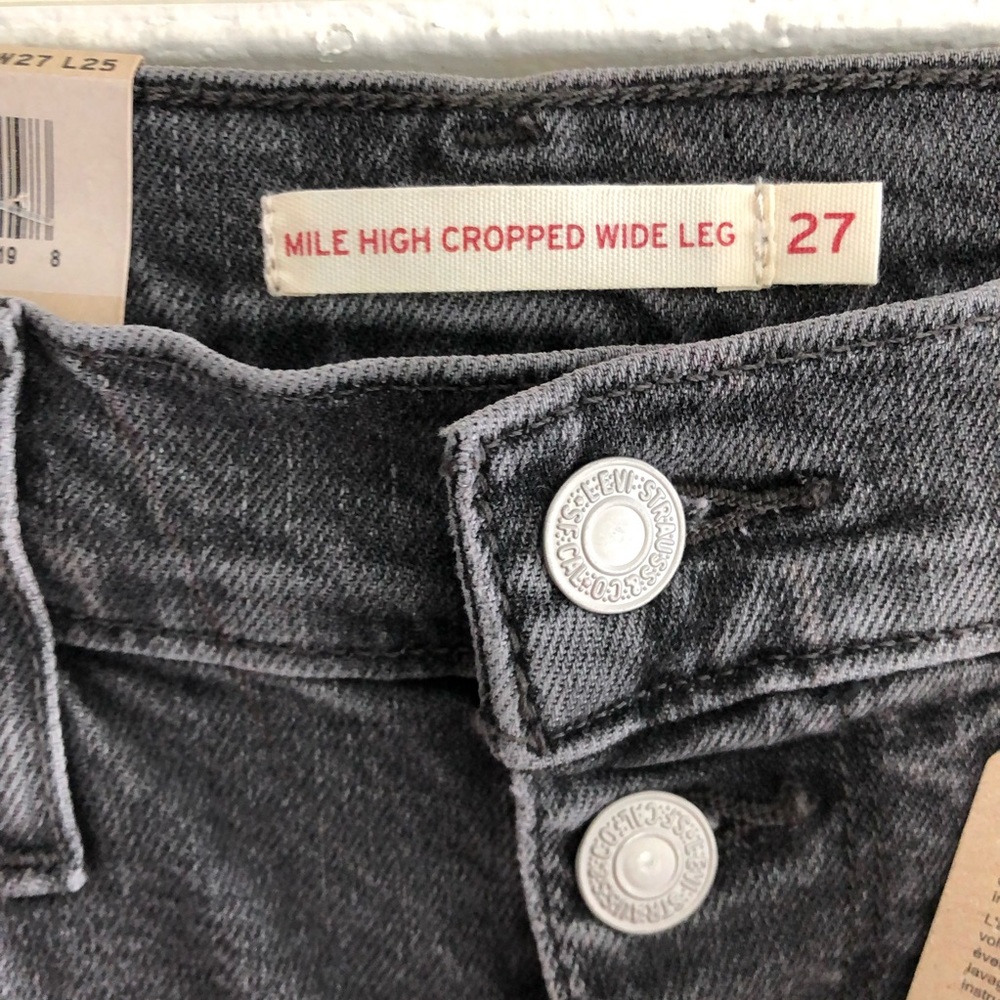 W27 L25
19 8
MILE HIGH CROPPED WIDE LEG 27
LEVI STRAUSS & CO. S.F. CAL.
LEVI STRAUSS & CO. S.F. CAL.